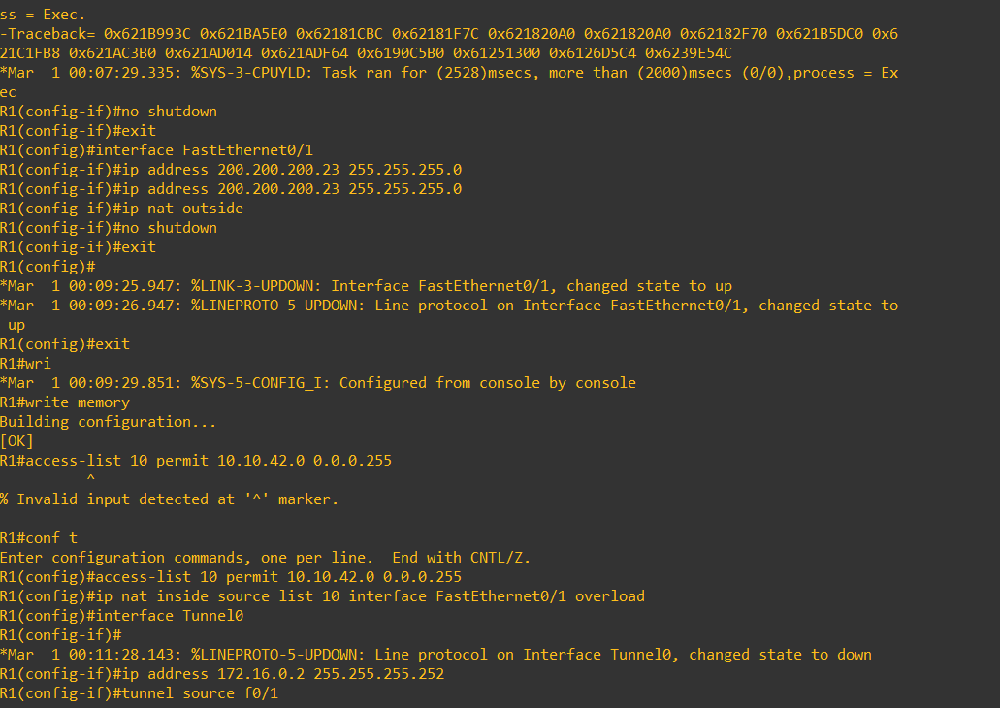 ss = Exec.
-Traceback= 0x621B993C 0x621BA5E0 0x62181CBC 0x62181F7C 0x621820A0 0x621820A0 0x62182F70 0x621B5DC0 0x6
21C1FB8 0x621AC3B0 0x621AD014 0x621ADF64 0x6190C5B0 0x61251300 0x6126D5C4 0x6239E54C
*Mar  1 00:07:29.335: %SYS-3-CPUYLD: Task ran for (2528)msecs, more than (2000)msecs (0/0),process = Ex
ec
R1(config-if)#no shutdown
R1(config-if)#exit
R1(config)#interface FastEthernet0/1
R1(config-if)#ip address 200.200.200.23 255.255.255.0
R1(config-if)#ip address 200.200.200.23 255.255.255.0
R1(config-if)#ip nat outside
R1(config-if)#no shutdown
R1(config-if)#exit
R1(config)#
*Mar  1 00:09:25.947: %LINK-3-UPDOWN: Interface FastEthernet0/1, changed state to up
*Mar  1 00:09:26.947: %LINEPROTO-5-UPDOWN: Line protocol on Interface FastEthernet0/1, changed state to
 up
R1(config)#exit
R1#wri
*Mar  1 00:09:29.851: %SYS-5-CONFIG_I: Configured from console by console
R1#write memory
Building configuration...
[OK]
R1#access-list 10 permit 10.10.42.0 0.0.0.255
          ^
% Invalid input detected at '^' marker.

R1#conf t
Enter configuration commands, one per line.  End with CNTL/Z.
R1(config)#access-list 10 permit 10.10.42.0 0.0.0.255
R1(config)#ip nat inside source list 10 interface FastEthernet0/1 overload
R1(config)#interface Tunnel0
R1(config-if)#
*Mar  1 00:11:28.143: %LINEPROTO-5-UPDOWN: Line protocol on Interface Tunnel0, changed state to down
R1(config-if)#ip address 172.16.0.2 255.255.255.252
R1(config-if)#tunnel source f0/1